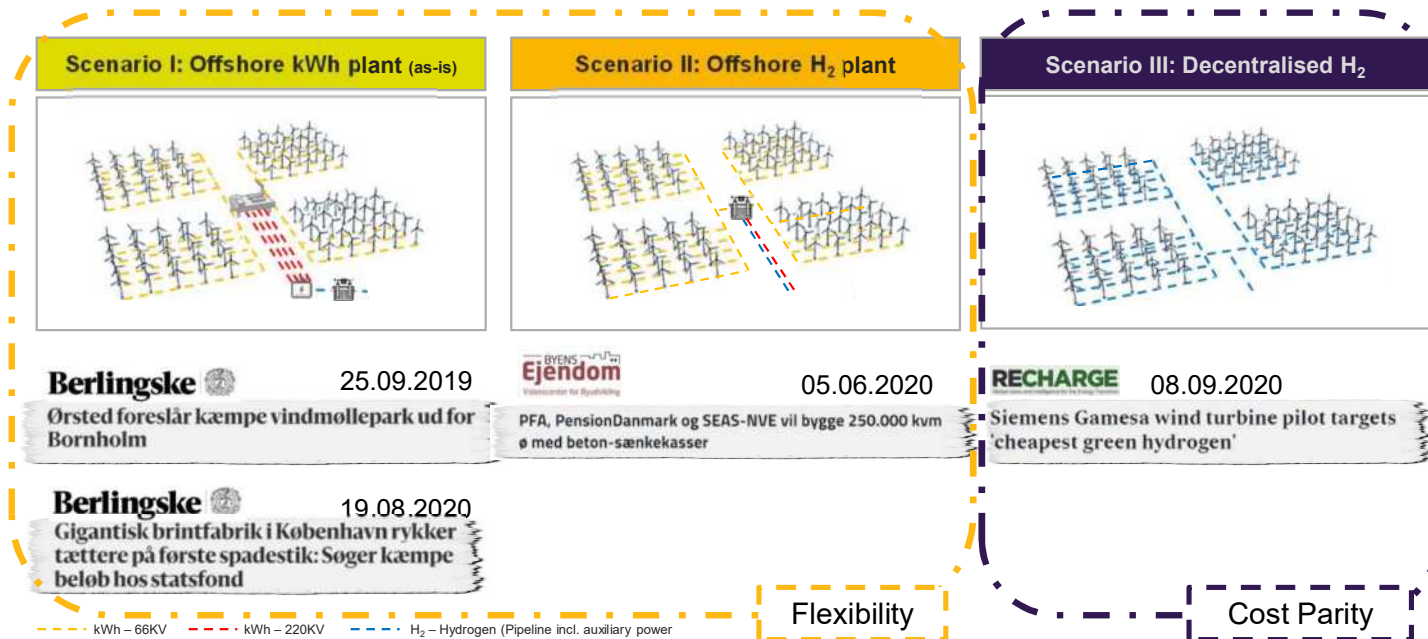 Scenario I: Offshore kWh plant (as-is)
Scenario II: Offshore H₂ plant
Scenario III: Decentralised H₂
Berlingske
25.09.2019
Ørsted foreslår kæmpe vindmøllepark ud for
Bornholm
Berlingske
19.08.2020
Gigantisk brintfabrik i København rykker
tættere på første spadestik: Søger kæmpe
beløb hos statsfond
BYENS
Ejendom
Videnscenter for Byudvikling
05.06.2020
PFA, PensionDanmark og SEAS-NVE vil bygge 250.000 kvm
ø med beton-sænkekasser
RECHARGE
08.09.2020
Siemens Gamesa wind turbine pilot targets
'cheapest green hydrogen'
Flexibility
Cost Parity
kWh – 66KV
kWh – 220KV
H₂ – Hydrogen (Pipeline incl. auxiliary power